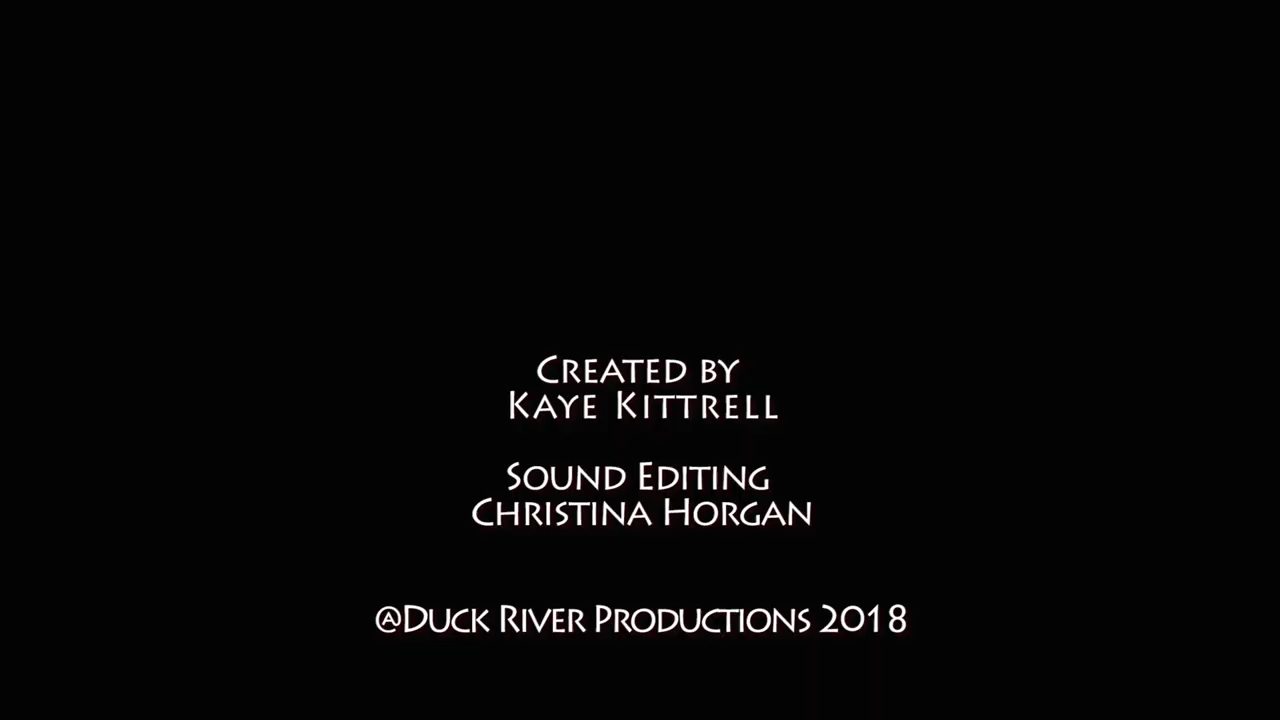 Created by
Kaye Kittrell
Sound Editing
Christina Horgan
@Duck River Productions 2018